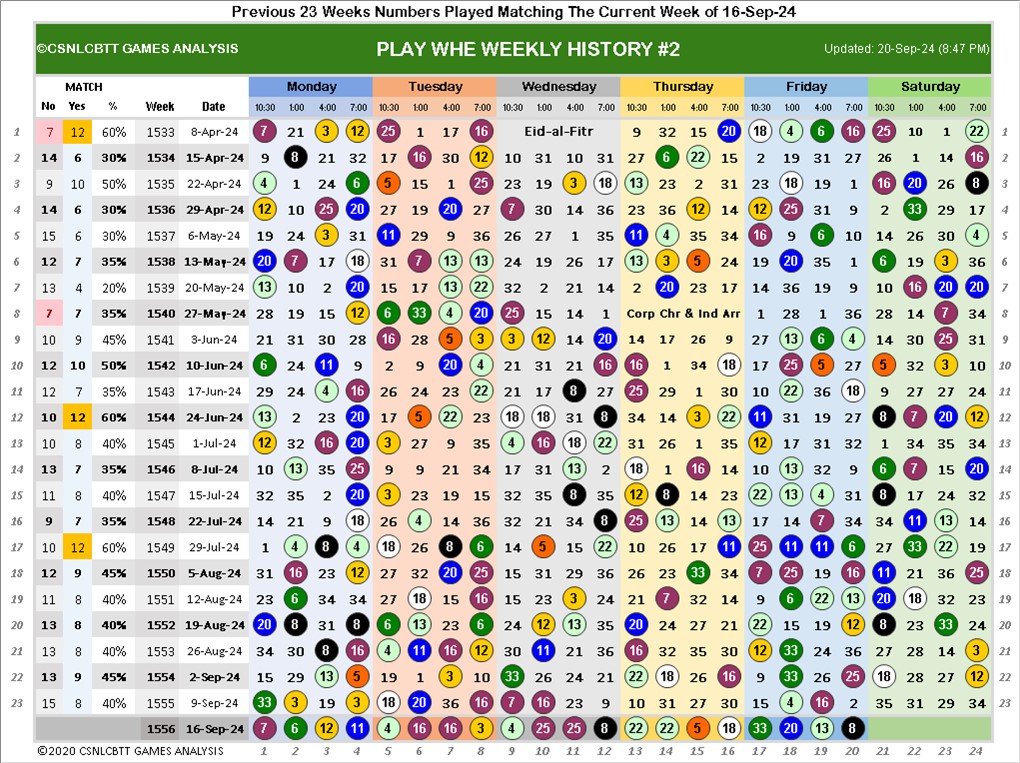 Previous 23 Weeks Numbers Played Matching The Current Week of 16-Sep-24
©CSNLCBTT GAMES ANALYSIS PLAY WHE WEEKLY HISTORY #2 Updated: 20-Sep-24 (8:47 PM)
MATCH Monday Tuesday Wednesday Thursday Friday Saturday
No Yes % Week Date 10:30 1:00 4:00 7:00 10:30 1:00 4:00 7:00 10:30 1:00 4:00 7:00 10:30 1:00 4:00 7:00 10:30 1:00 4:00 7:00 10:30 1:00 4:00 7:00
1 7 12 60% 1533 8-Apr-24 7 21 3 12 25 1 17 16 Eid-al-Fitr 9 32 15 20 18 4 6 16 25 10 1 22 1
2 14 6 30% 1534 15-Apr-24 9 8 21 32 17 16 30 12 10 31 10 31 27 6 22 15 2 19 31 27 26 1 14 16 2
3 9 10 50% 1535 22-Apr-24 4 1 24 6 5 15 1 25 23 19 3 18 13 23 2 31 23 18 19 1 16 20 26 8 3
4 14 6 30% 1536 29-Apr-24 12 10 25 20 27 19 20 27 7 30 14 36 23 36 12 14 12 25 31 9 2 33 29 17 4
5 15 6 30% 1537 6-May-24 19 24 3 31 11 29 9 36 26 27 1 35 11 4 35 34 16 9 6 10 14 26 30 4 5
6 12 7 35% 1538 13-May-24 20 7 17 18 31 7 13 13 24 19 26 17 13 3 5 24 19 20 35 1 6 19 3 36 6
7 13 4 20% 1539 20-May-24 13 10 2 20 15 17 13 22 32 2 21 14 2 20 23 17 14 36 19 9 10 16 20 20 7
8 7 7 35% 1540 27-May-24 28 19 15 12 6 33 4 20 25 15 14 1 Corp Chr & Ind Arr 1 28 1 36 28 14 7 34 8
9 10 9 45% 1541 3-Jun-24 21 31 30 28 16 28 5 3 3 12 14 20 14 17 26 9 28 13 6 4 14 30 25 31 9
10 12 10 50% 1542 10-Jun-24 6 24 11 9 2 2 20 4 21 31 31 16 16 1 34 18 17 25 5 27 5 32 3 10 10
11 12 7 35% 1543 17-Jun-24 29 24 4 16 26 24 23 22 21 17 8 27 25 29 1 30 10 22 36 18 9 27 27 24 11
12 10 12 60% 1544 24-Jun-24 13 2 23 20 17 5 22 23 18 18 31 8 34 14 3 22 11 31 19 27 8 7 20 12 12
13 10 8 40% 1545 1-Jul-24 12 32 16 20 3 27 9 35 4 16 18 22 31 26 1 35 12 17 31 32 1 34 35 34 13
14 13 7 35% 1546 8-Jul-24 10 13 35 25 9 9 21 34 17 31 13 2 18 1 16 14 10 13 32 9 6 7 15 20 14
15 11 8 40% 1547 15-Jul-24 32 35 2 20 3 23 19 15 32 35 8 35 12 8 14 23 22 13 4 31 8 17 24 32 15
16 9 7 35% 1548 22-Jul-24 14 21 9 18 26 4 14 36 32 21 34 8 25 13 14 13 17 14 7 34 34 11 13 14 16
17 10 12 60% 1549 29-Jul-24 1 4 8 4 18 26 8 6 14 5 15 22 10 26 17 11 25 11 11 6 27 33 22 19 17
18 12 9 45% 1550 5-Aug-24 31 16 23 12 27 32 20 25 15 31 29 36 26 23 33 34 7 25 19 16 11 21 36 25 18
19 11 8 40% 1551 12-Aug-24 23 6 34 34 26 18 15 16 15 23 3 24 21 7 32 14 9 6 22 13 20 18 32 23 19
20 13 8 40% 1552 19-Aug-24 20 8 31 8 6 13 23 6 24 12 13 35 20 24 27 21 22 15 19 12 8 23 33 24 20
21 13 8 40% 1553 26-Aug-24 34 30 8 16 4 11 16 12 30 11 21 36 16 32 35 14 12 33 24 35 27 28 14 3 21
22 13 9 45% 1554 2-Sep-24 15 29 13 5 19 1 3 10 33 26 24 21 22 18 26 16 9 33 26 25 18 28 27 12 22
23 15 8 40% 1555 9-Sep-24 33 3 19 3 18 20 36 16 7 16 23 9 10 31 27 30 15 4 16 2 35 31 29 34 23
1556 16-Sep-24 7 6 12 11 4 16 16 3 4 25 25 8 22 22 5 18 33 20 13 8
©2020 CSNLCBTT GAMES ANALYSIS 1 2 3 4 5 6 7 8 9 10 11 12 13 14 15 16 17 18 19 20 21 22 23 24